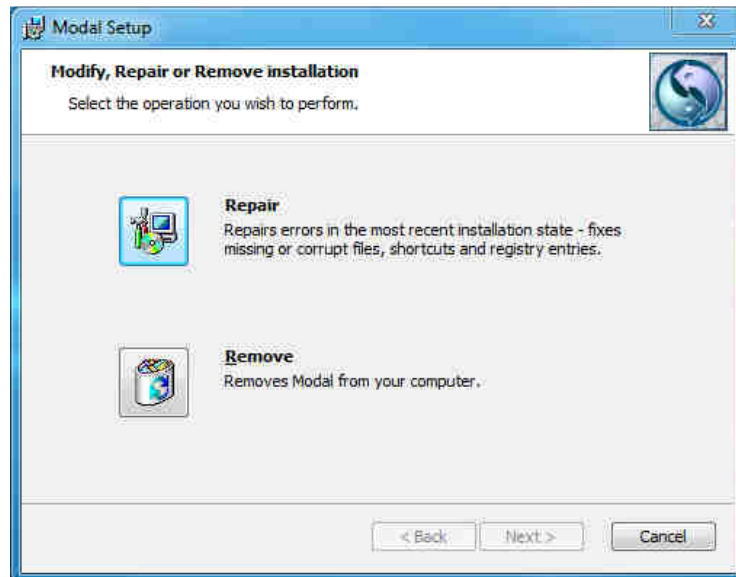 Modal Setup
Modify, Repair or Remove installation
Select the operation you wish to perform.
Repair
Repairs errors in the most recent installation state - fixes
missing or corrupt files, shortcuts and registry entries.
Remove
Removes Modal from your computer.
< Back Next > Cancel